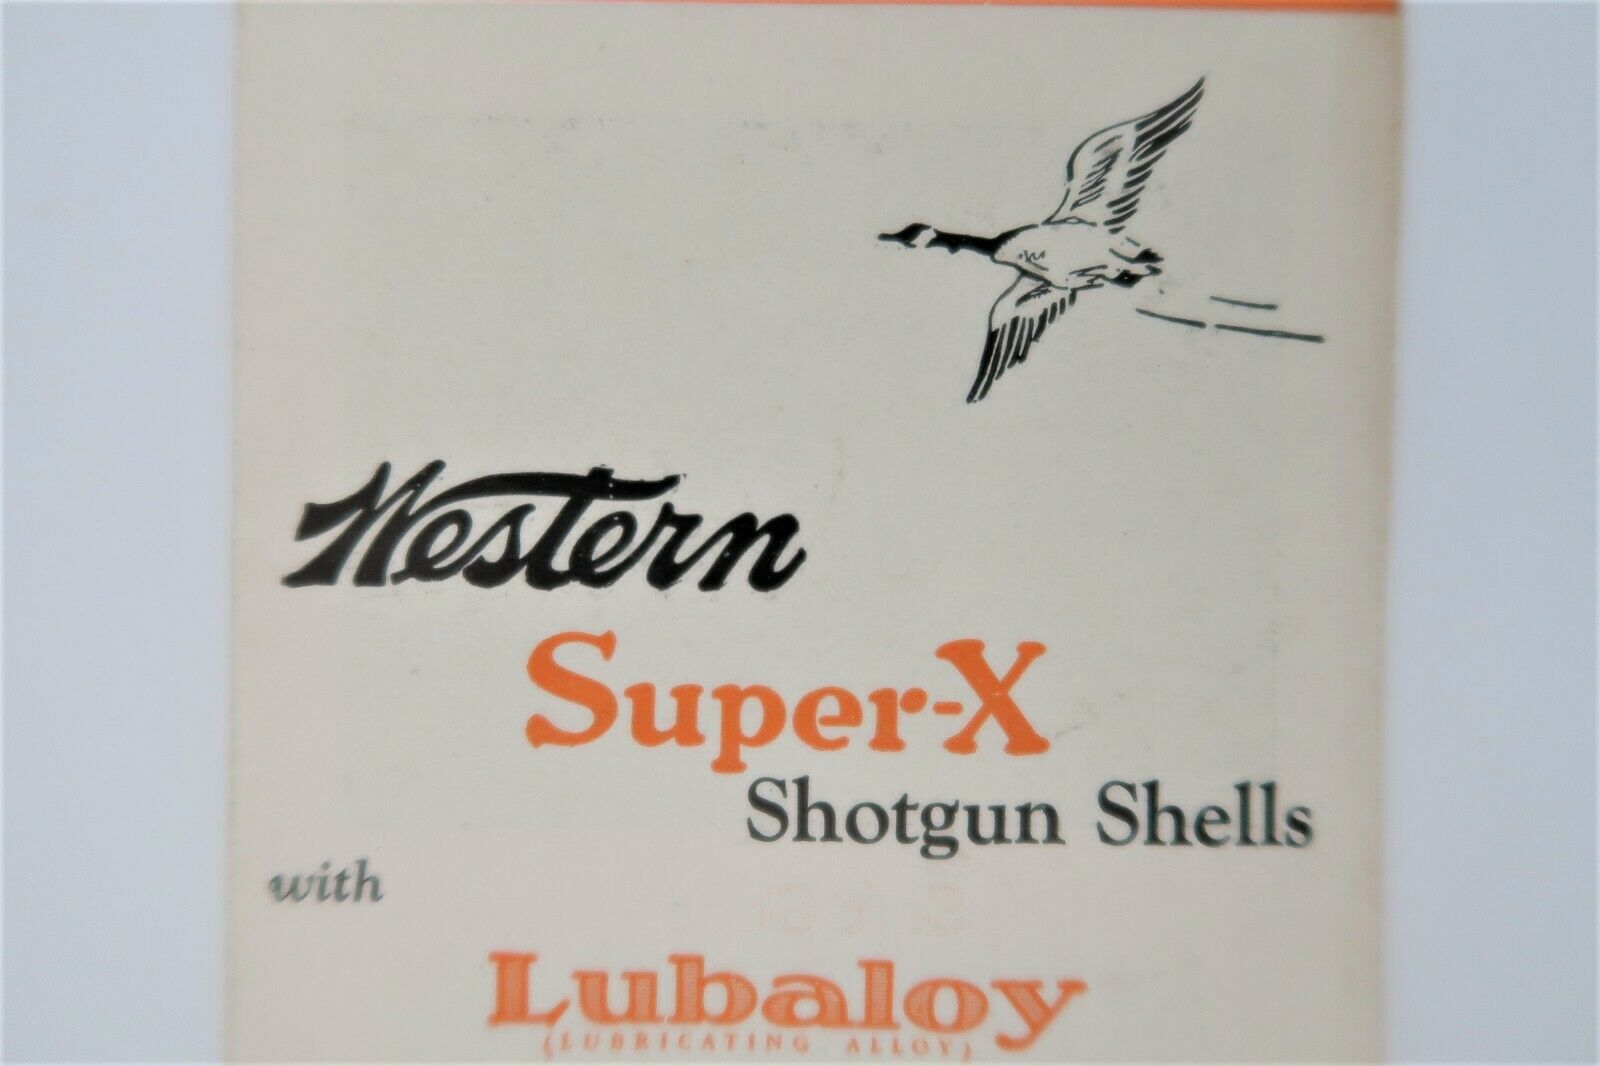 Western
Super-X
Shotgun Shells
with
Lubaloy
(LUBRICATING ALLOY)